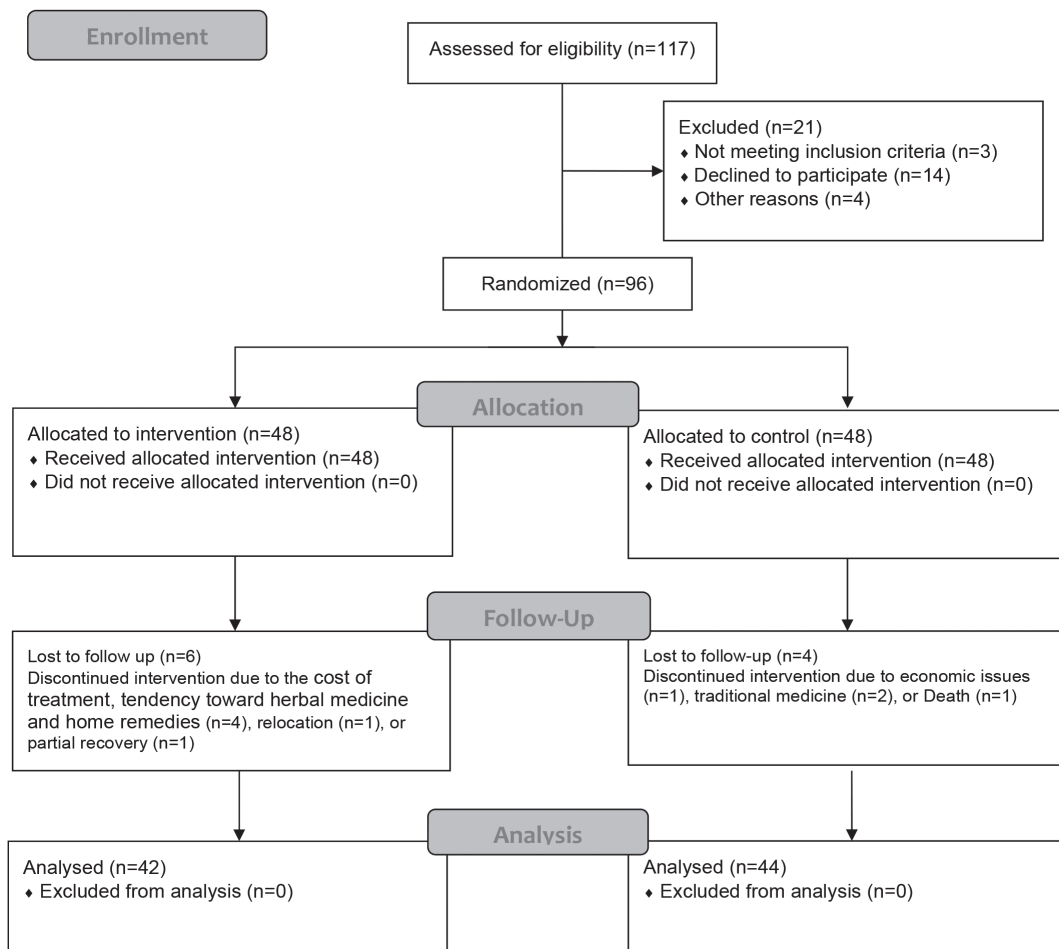 Enrollment
Assessed for eligibility (n=117)
Excluded (n=21)
♦ Not meeting inclusion criteria (n=3)
♦ Declined to participate (n=14)
♦ Other reasons (n=4)
Randomized (n=96)
Allocation
Allocated to intervention (n=48)
♦ Received allocated intervention (n=48)
♦ Did not receive allocated intervention (n=0)
Allocated to control (n=48)
♦ Received allocated intervention (n=48)
♦ Did not receive allocated intervention (n=0)
Follow-Up
Lost to follow up (n=6)
Discontinued intervention due to the cost of
treatment, tendency toward herbal medicine
and home remedies (n=4), relocation (n=1), or
partial recovery (n=1)
Lost to follow-up (n=4)
Discontinued intervention due to economic issues
(n=1), traditional medicine (n=2), or Death (n=1)
Analysis
Analysed (n=42)
♦ Excluded from analysis (n=0)
Analysed (n=44)
♦ Excluded from analysis (n=0)